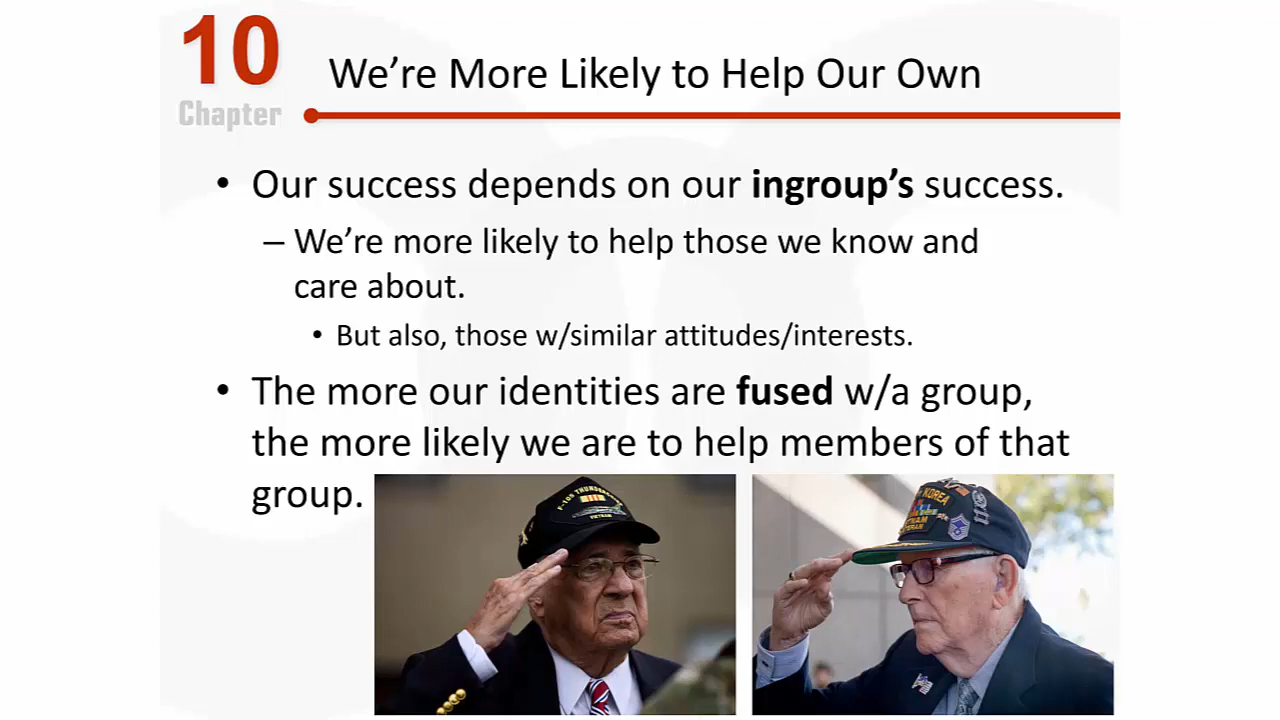 10
Chapter
We’re More Likely to Help Our Own
• Our success depends on our ingroup’s success.
– We’re more likely to help those we know and
care about.
• But also, those w/similar attitudes/interests.
• The more our identities are fused w/a group,
the more likely we are to help members of that
group.
VIETNAM
KOREA